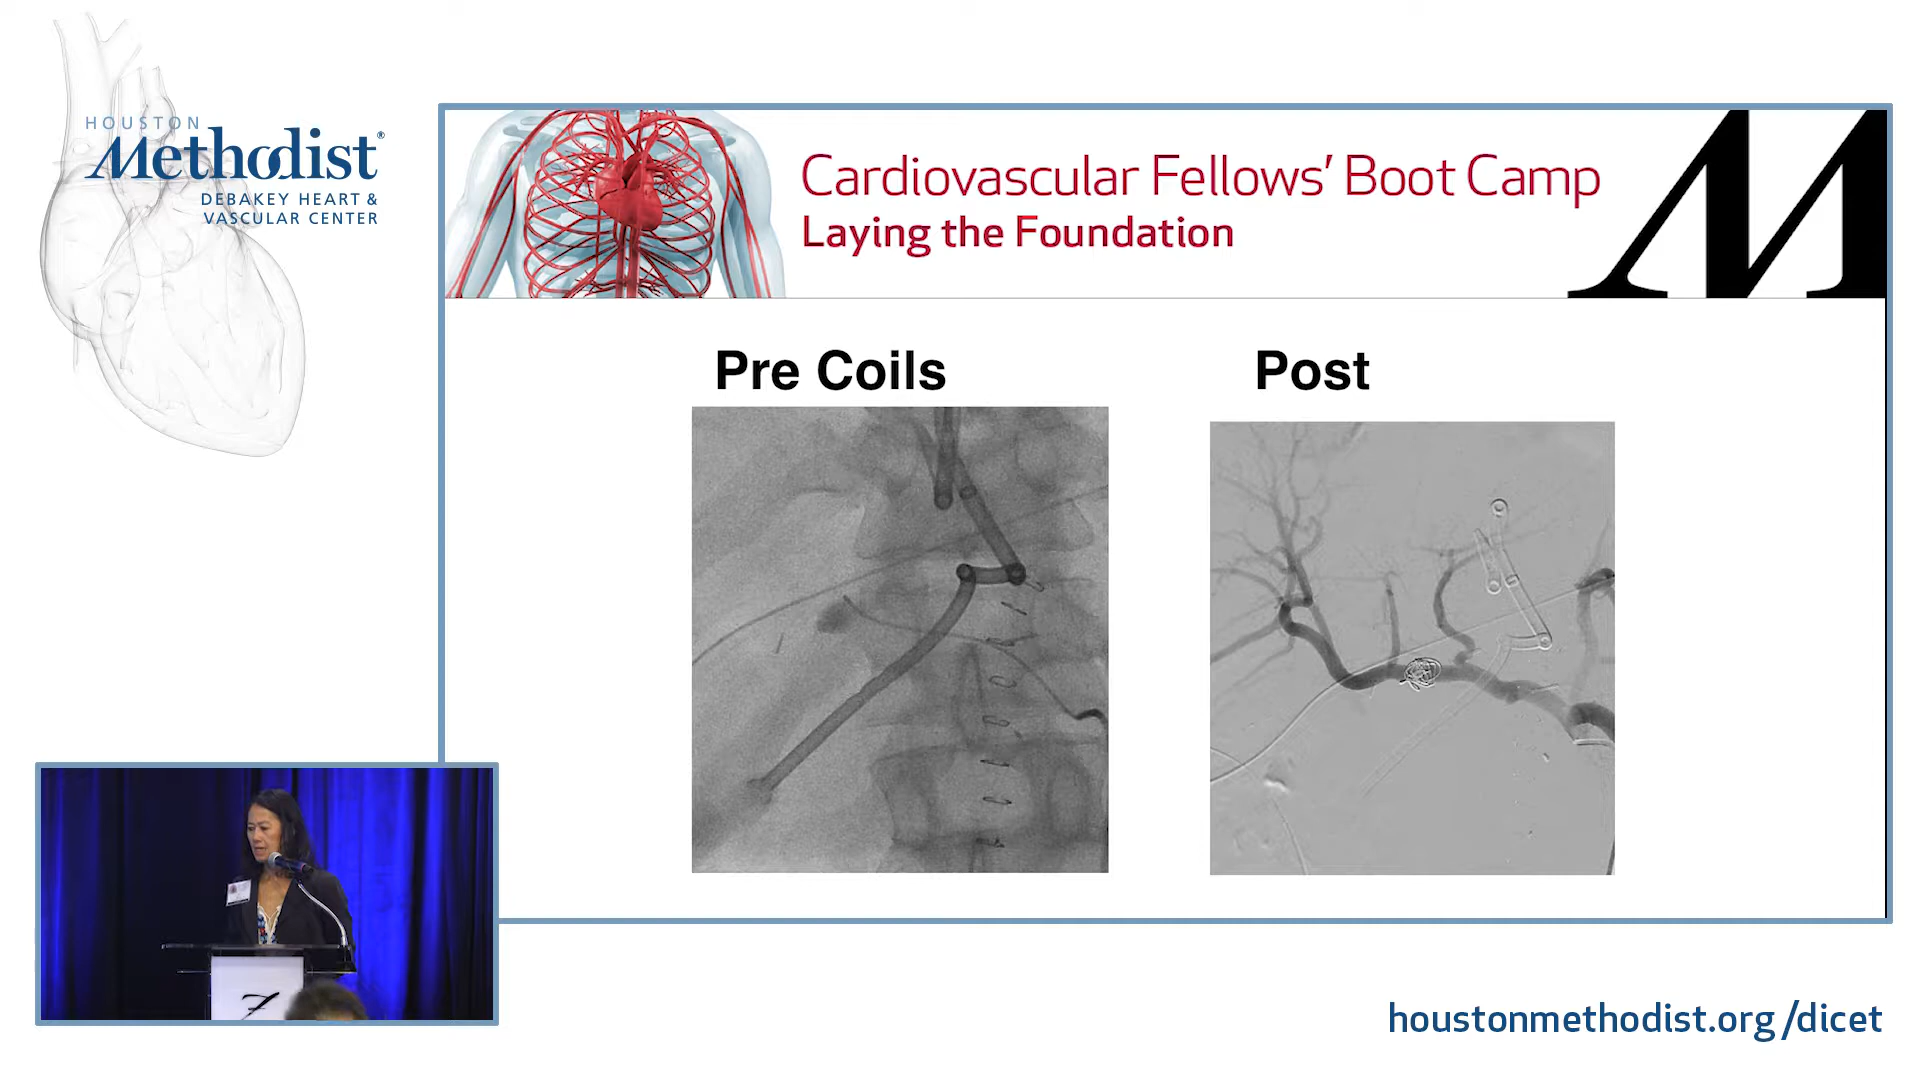 HOUSTON
Methodist®
DEBAKEY HEART &
VASCULAR CENTER
Cardiovascular Fellows’ Boot Camp
Laying the Foundation
M
Pre Coils
Post
houstonmethodist.org/dicet